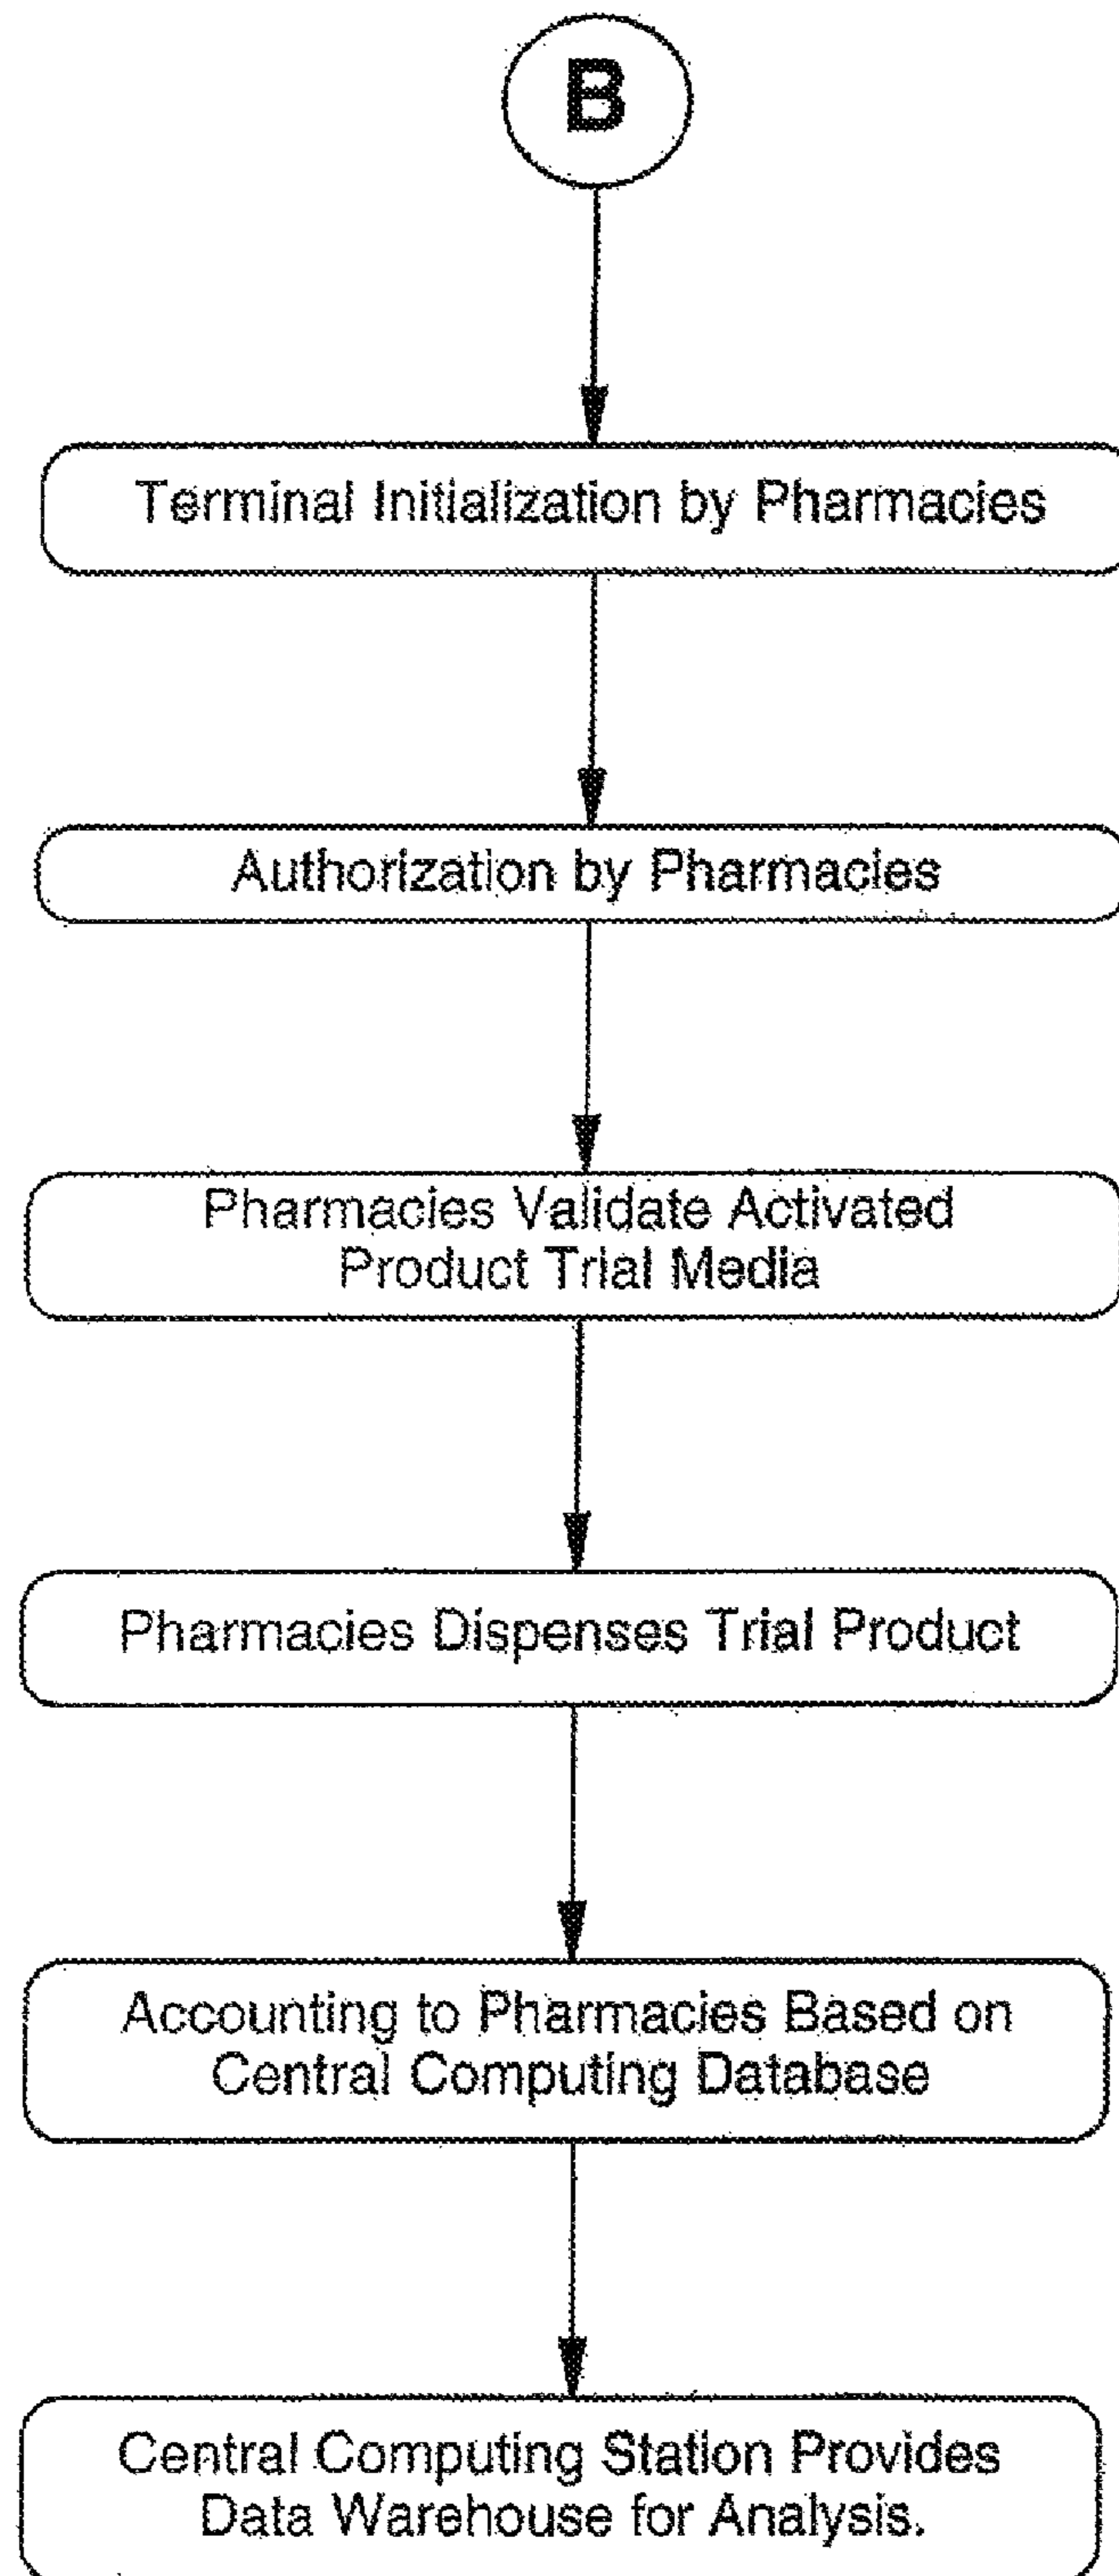 B
Terminal Initialization by Pharmacies
Authorization by Pharmacies
Pharmacies Validate Activated
Product Trial Media
Pharmacies Dispenses Trial Product
Accounting to Pharmacies Based on
Central Computing Database
Central Computing Station Provides
Data Warehouse for Analysis.